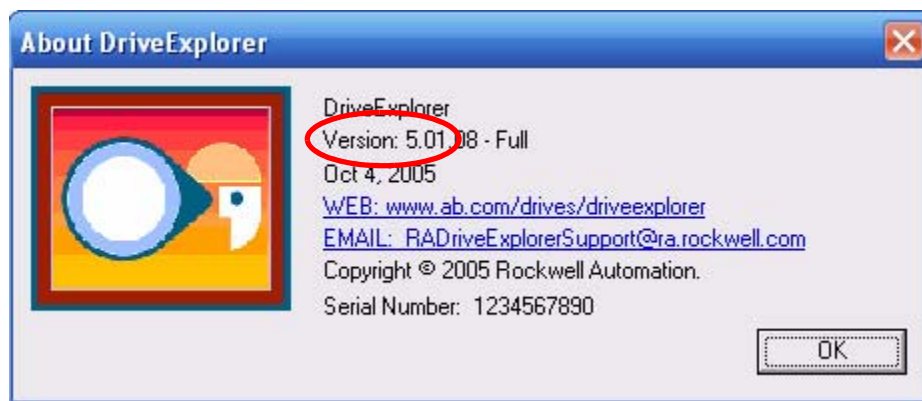 About DriveExplorer
DriveExplorer
Version: 5.01.08 - Full
Oct 4, 2005
WEB: www.ab.com/drives/driveexplorer
EMAIL: RADriveExplorerSupport@ra.rockwell.com
Copyright © 2005 Rockwell Automation.
Serial Number: 1234567890
OK